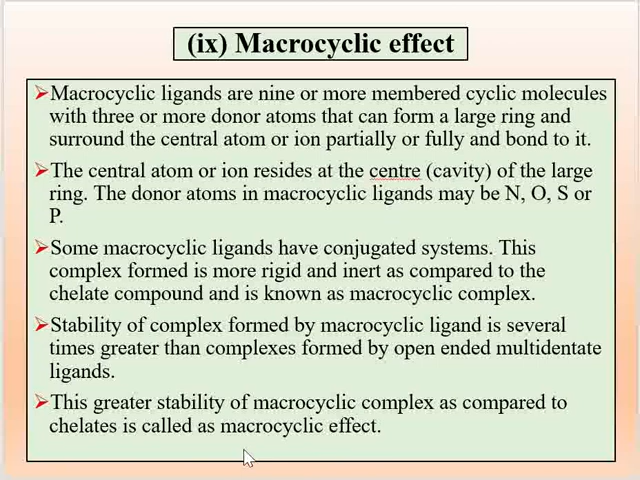 (ix) Macrocyclic effect
➢Macrocyclic ligands are nine or more membered cyclic molecules
with three or more donor atoms that can form a large ring and
surround the central atom or ion partially or fully and bond to it.
➢The central atom or ion resides at the centre (cavity) of the large
ring. The donor atoms in macrocyclic ligands may be N, O, S or
P.
➢Some macrocyclic ligands have conjugated systems. This
complex formed is more rigid and inert as compared to the
chelate compound and is known as macrocyclic complex.
➢Stability of complex formed by macrocyclic ligand is several
times greater than complexes formed by open ended multidentate
ligands.
➢This greater stability of macrocyclic complex as compared to
chelates is called as macrocyclic effect.